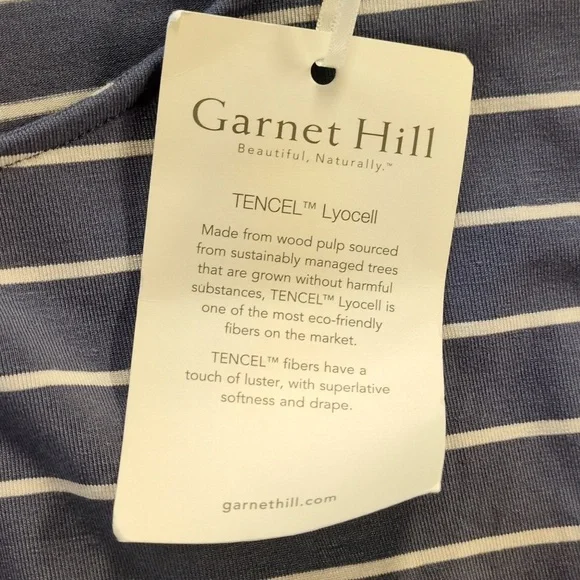 Garnet Hill
Beautiful, Naturally.™
TENCEL™ Lyocell
Made from wood pulp sourced
from sustainably managed trees
that are grown without harmful
substances, TENCEL™ Lyocell is
one of the most eco-friendly
fibers on the market.
TENCEL™ fibers have a
touch of luster, with superlative
softness and drape.
garnethill.com